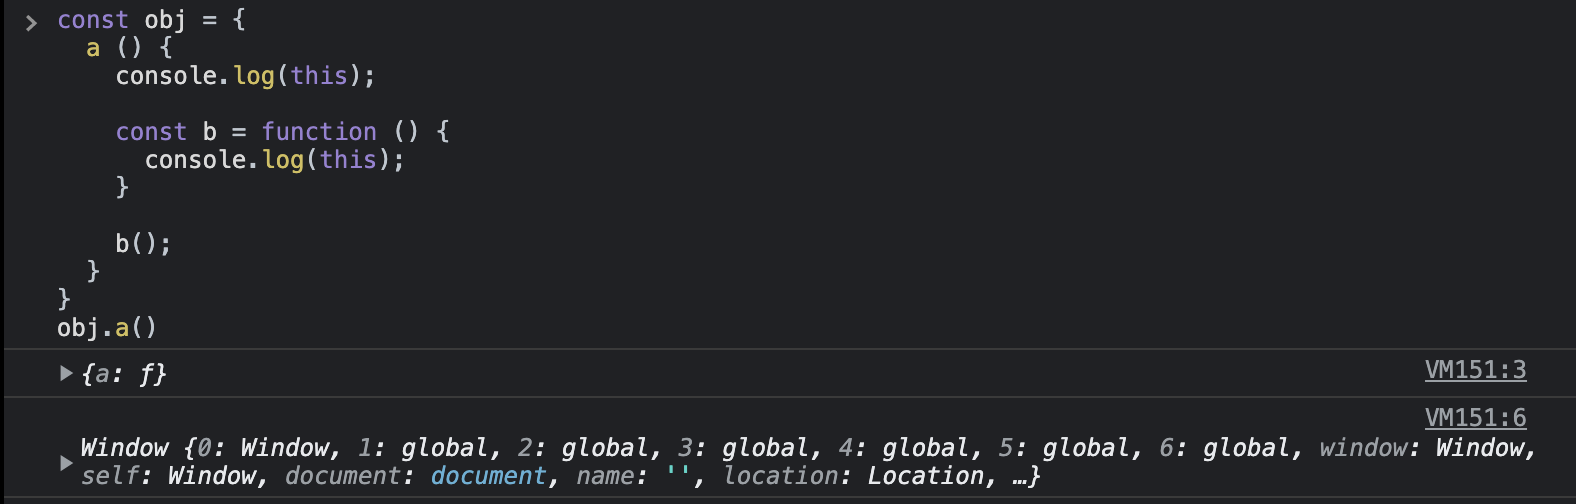 const obj = {
a () {
console.log(this);
const b = function () {
console.log(this);
}
b();
}
}
obj.a()
{a: ƒ}
VM151:3
VM151:6
Window {0: Window, 1: global, 2: global, 3: global, 4: global, 5: global, 6: global, window: Window,
self: Window, document: document, name: '', location: Location, …}